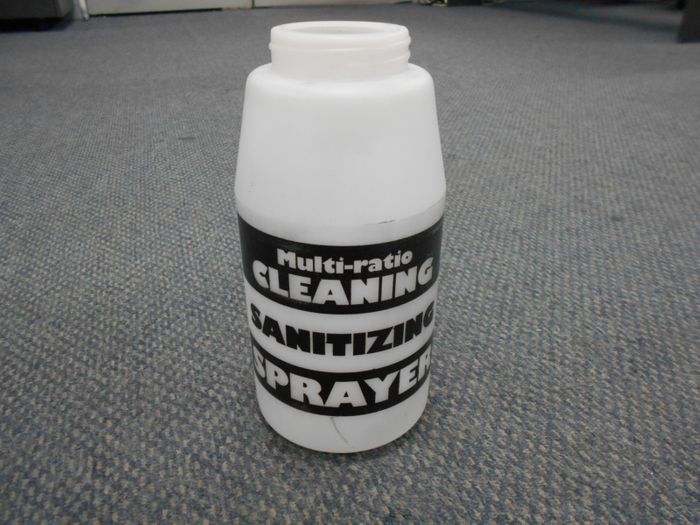 Multi-ratio
CLEANING
SANITIZING
SPRAYER